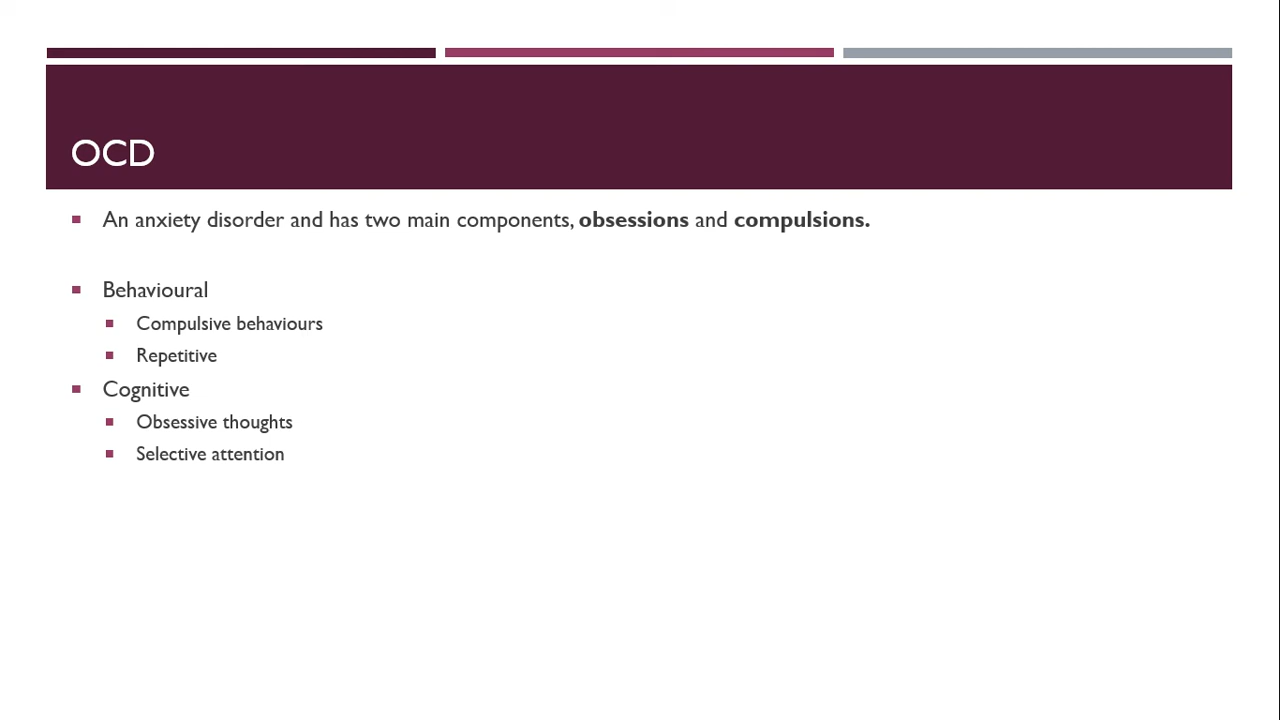 OCD
An anxiety disorder and has two main components, obsessions and compulsions.
Behavioural
Compulsive behaviours
Repetitive
Cognitive
Obsessive thoughts
Selective attention